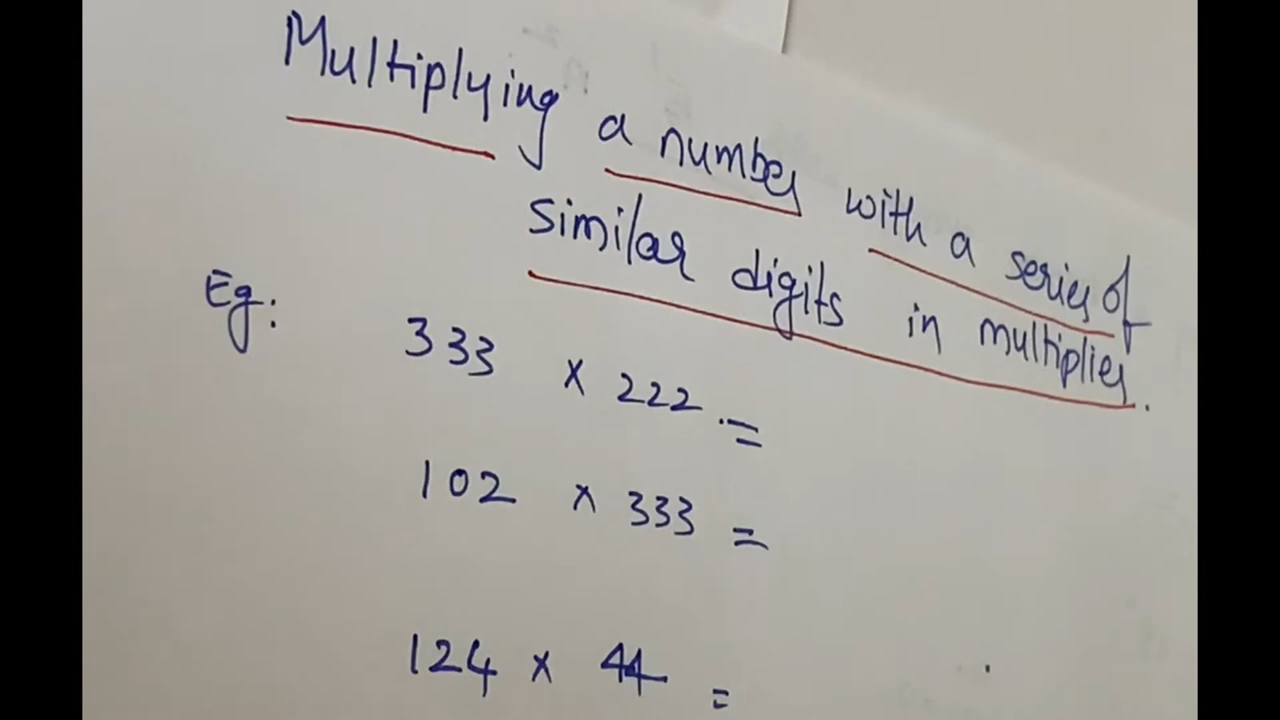 Multiplying a number with a series of
similar digits in multiplier.
Eg: 333 × 222 =
102 × 333 =
124 × 44 =